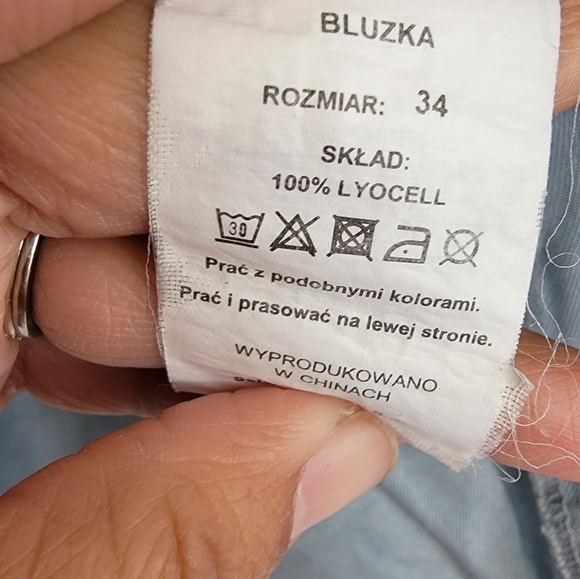 BLUZKA
ROZMIAR: 34
SKŁAD:
100% LYOCELL
30
Prać z podobnymi kolorami.
Prać i prasować na lewej stronie.
WYPRODUKOWANO
W CHINACH